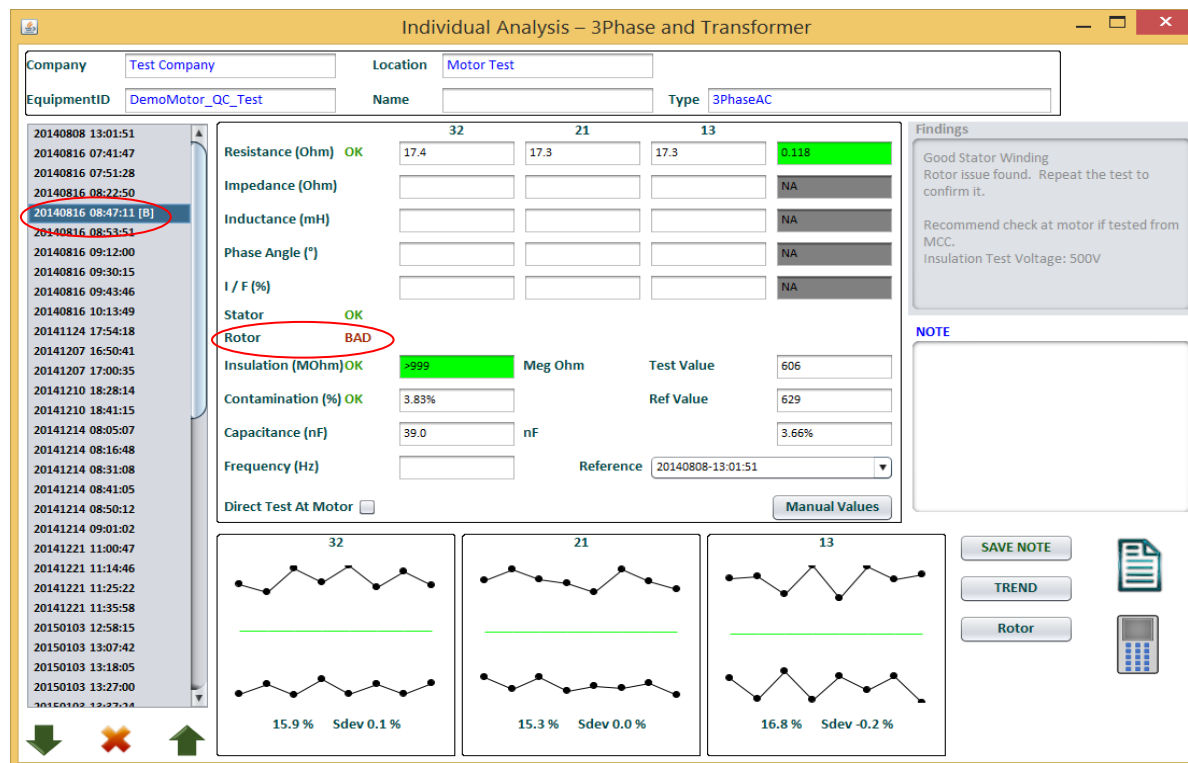 Individual Analysis – 3Phase and Transformer
Company Test Company Location Motor Test
EquipmentID DemoMotor_QC_Test Name Type 3PhaseAC
20140808 13:01:51
20140816 07:41:47
20140816 07:51:28
20140816 08:22:50
20140816 08:47:11 [B]
20140816 08:53:51
20140816 09:12:00
20140816 09:30:15
20140816 09:43:46
20140816 10:13:49
20141124 17:54:18
20141207 16:50:41
20141207 17:00:35
20141210 18:28:14
20141210 18:41:15
20141214 08:05:07
20141214 08:16:48
20141214 08:31:08
20141214 08:41:05
20141214 08:50:12
20141214 09:01:02
20141221 11:00:47
20141221 11:14:46
20141221 11:25:22
20141221 11:35:58
20150103 12:58:15
20150103 13:07:42
20150103 13:18:05
20150103 13:27:00
20150103 13:37:24
32 21 13
Resistance (Ohm) OK 17.4 17.3 17.3 0.118
Impedance (Ohm) NA
Inductance (mH) NA
Phase Angle (°) NA
I / F (%) NA
Stator OK
Rotor BAD
Insulation (MOhm) OK >999 Meg Ohm Test Value 606
Contamination (%) OK 3.83% Ref Value 629
Capacitance (nF) 39.0 nF 3.66%
Frequency (Hz) Reference 20140808-13:01:51
Direct Test At Motor Manual Values
Findings
Good Stator Winding
Rotor issue found. Repeat the test to
confirm it.
Recommend check at motor if tested from
MCC.
Insulation Test Voltage: 500V
NOTE
32 21 13
15.9 % Sdev 0.1 % 15.3 % Sdev 0.0 % 16.8 % Sdev -0.2 %
SAVE NOTE
TREND
Rotor